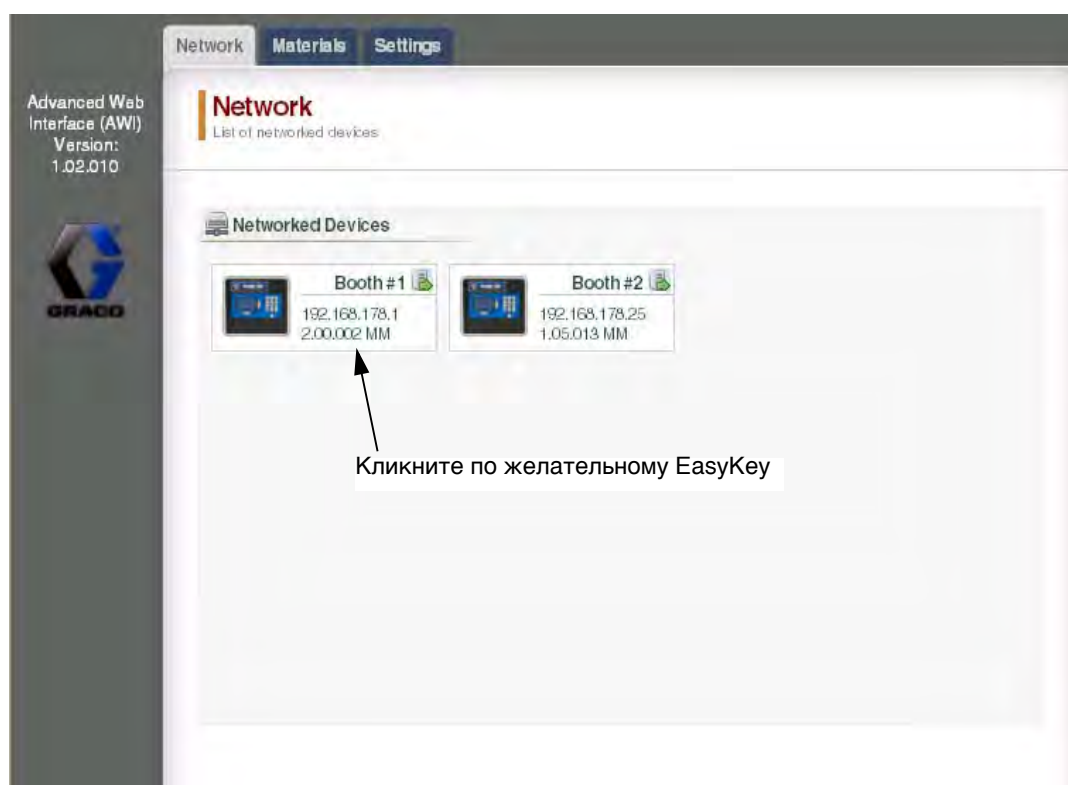 Network Materials Settings
Advanced Web
Interface (AWI)
Version:
1.02.010
GRACO
Network
List of networked devices
Networked Devices
Booth #1
192.168.178.1
2.00.002 MM
Booth #2
192.168.178.25
1.05.013 MM
Кликните по желательному EasyKey